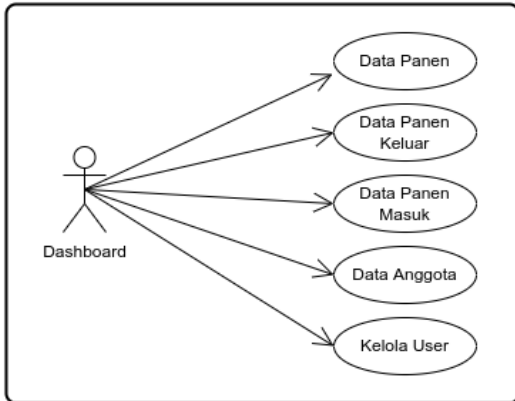 Data Panen
Data Panen
Keluar
Data Panen
Masuk
Dashboard
Data Anggota
Kelola User